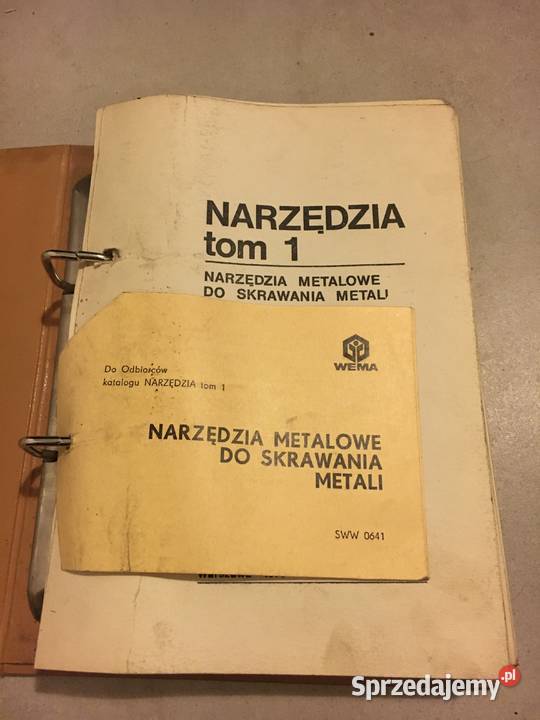 NARZĘDZIA
tom 1
NARZĘDZIA METALOWE
DO SKRAWANIA METALI
WEMA
Do Odbiorców
katalogu NARZĘDZIA tom 1
NARZĘDZIA METALOWE
DO SKRAWANIA
METALI
SWW 0641
Sprzedajemy.pl